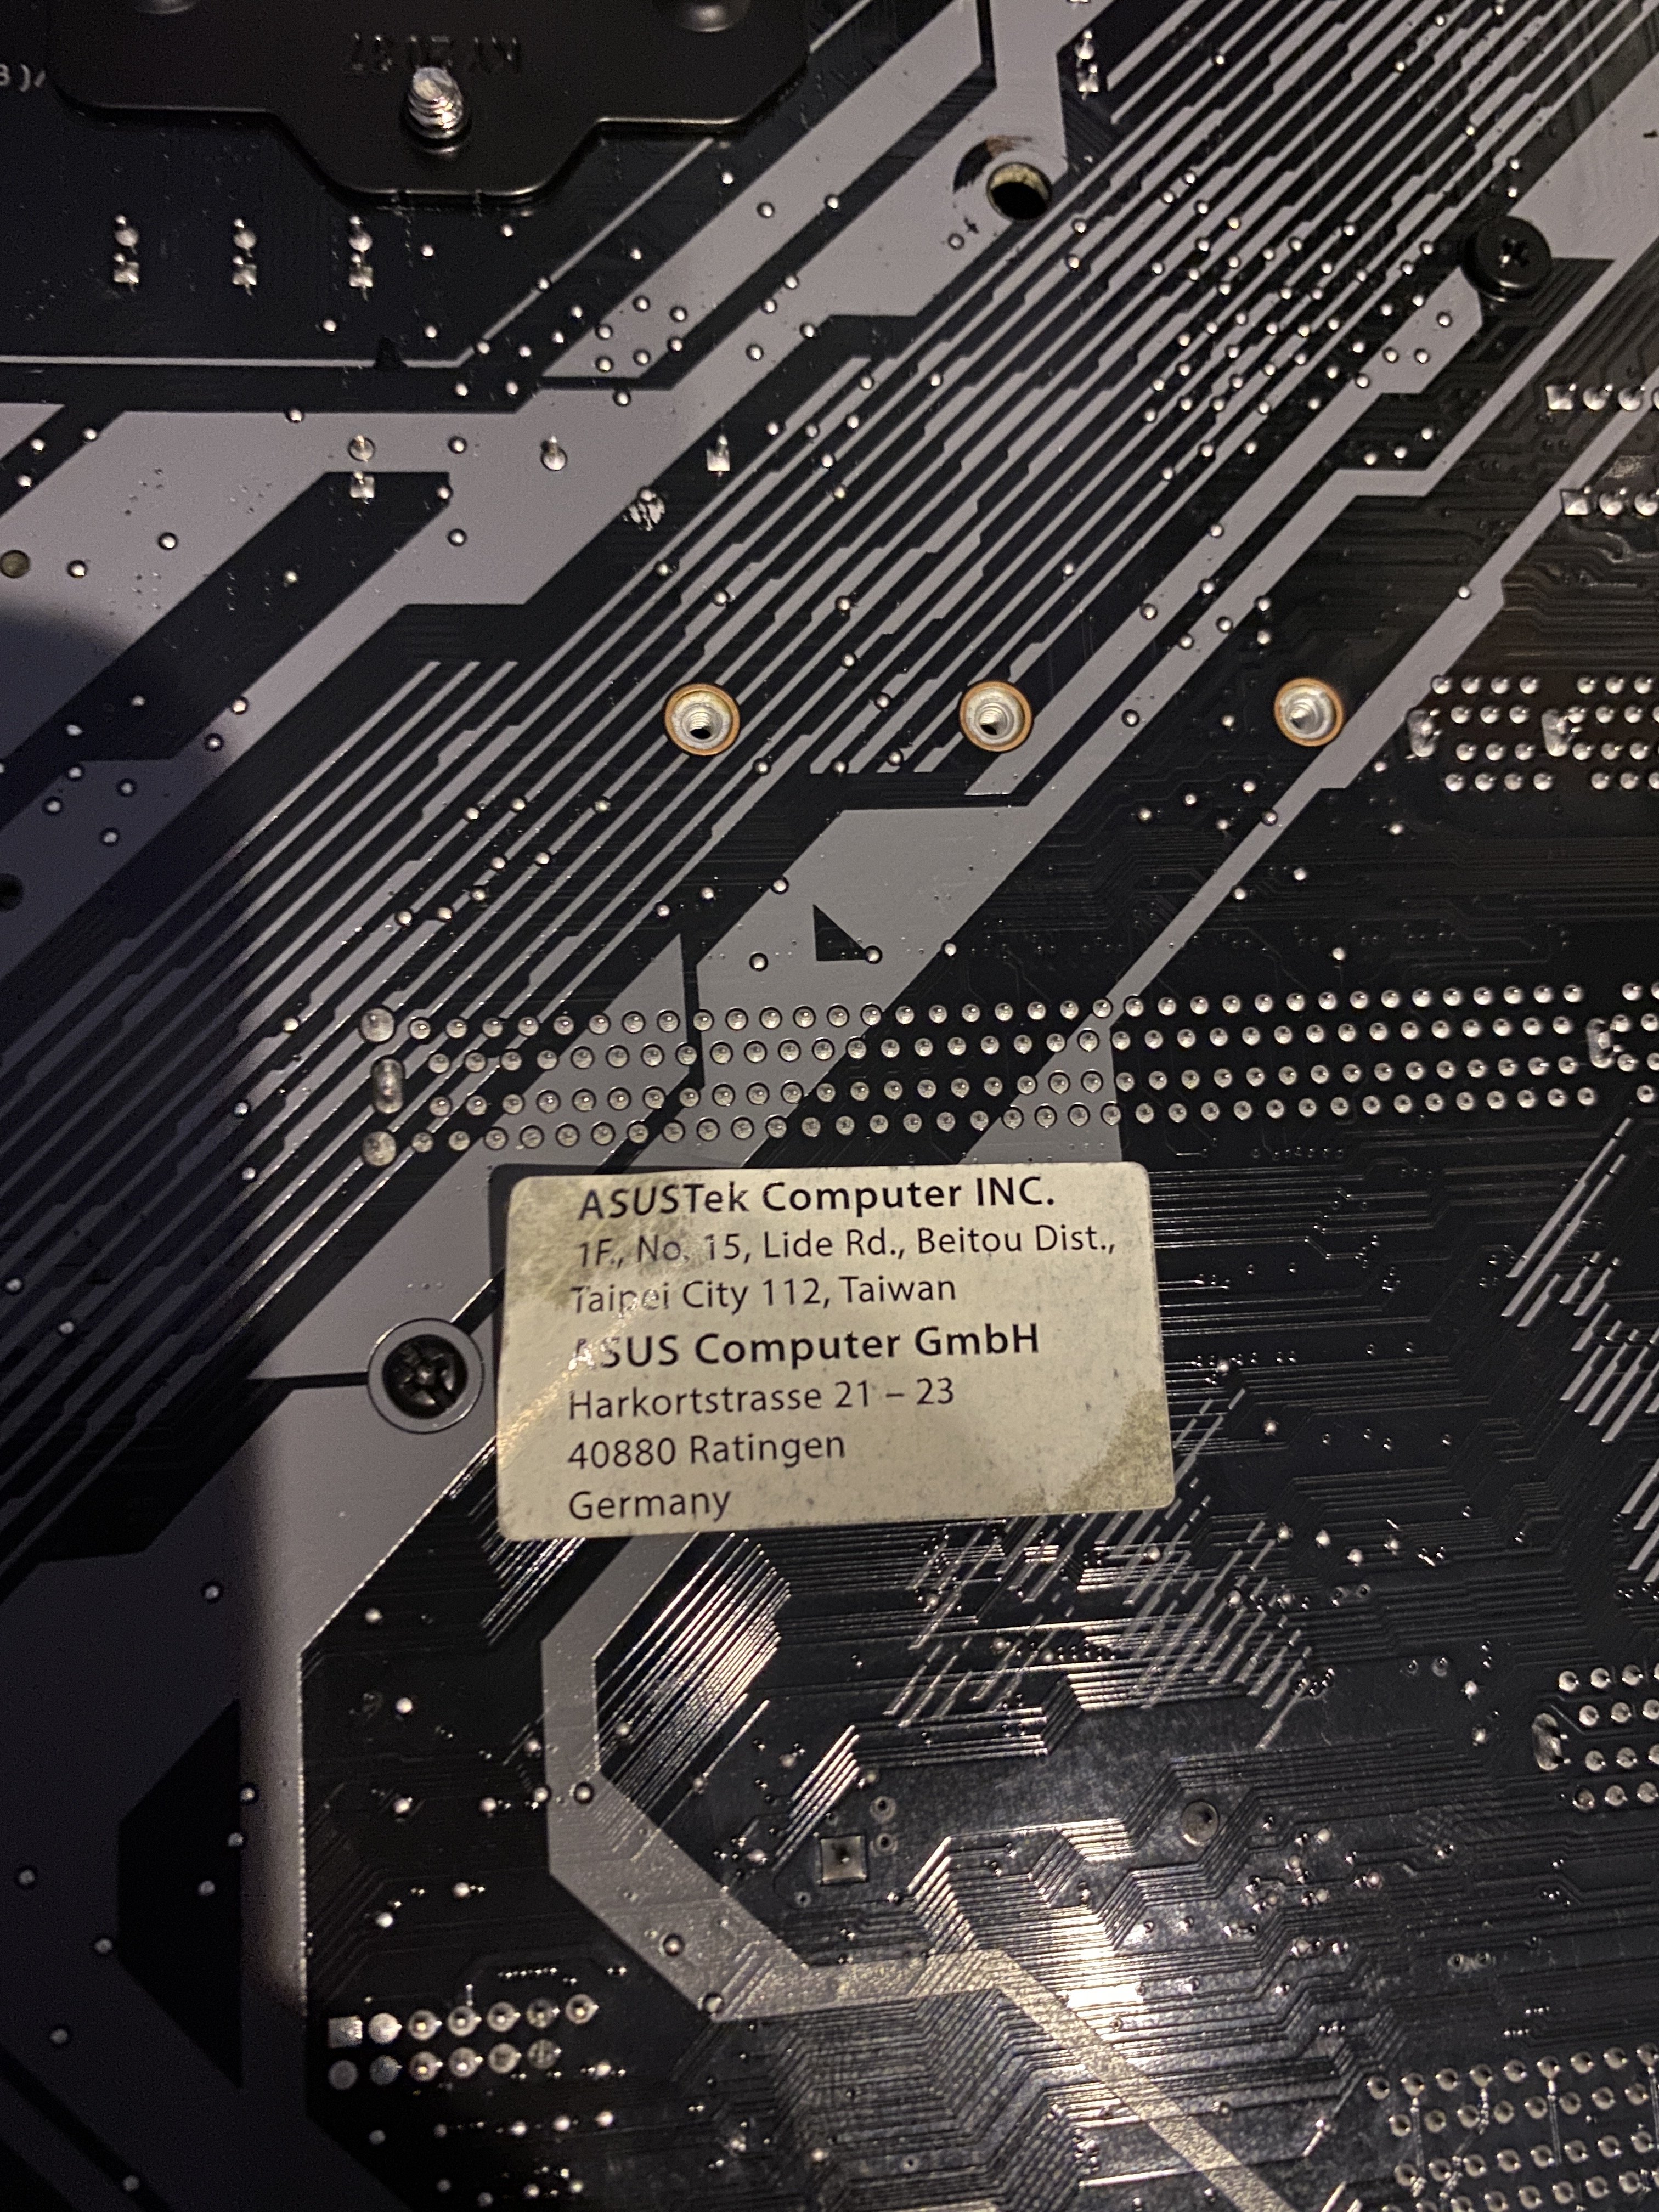 ASUSTek Computer INC.
1F., No. 15, Lide Rd., Beitou Dist.,
Taipei City 112, Taiwan
ASUS Computer GmbH
Harkortstrasse 21 – 23
40880 Ratingen
Germany